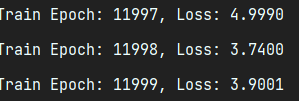 Train Epoch: 11997, Loss: 4.9990
Train Epoch: 11998, Loss: 3.7400
Train Epoch: 11999, Loss: 3.9001